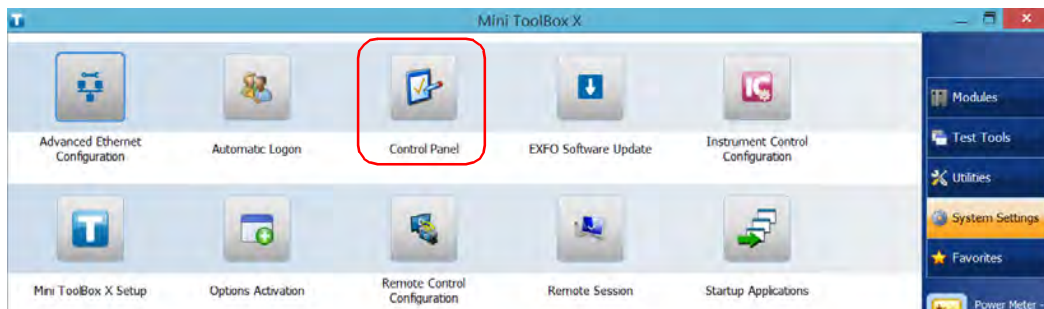 Mini ToolBox X
Advanced Ethernet
Configuration
Automatic Logon
Control Panel
EXFO Software Update
Instrument Control
Configuration
Mini ToolBox X Setup
Options Activation
Remote Control
Configuration
Remote Session
Startup Applications
Modules
Test Tools
Utilities
System Settings
Favorites
Power Meter -